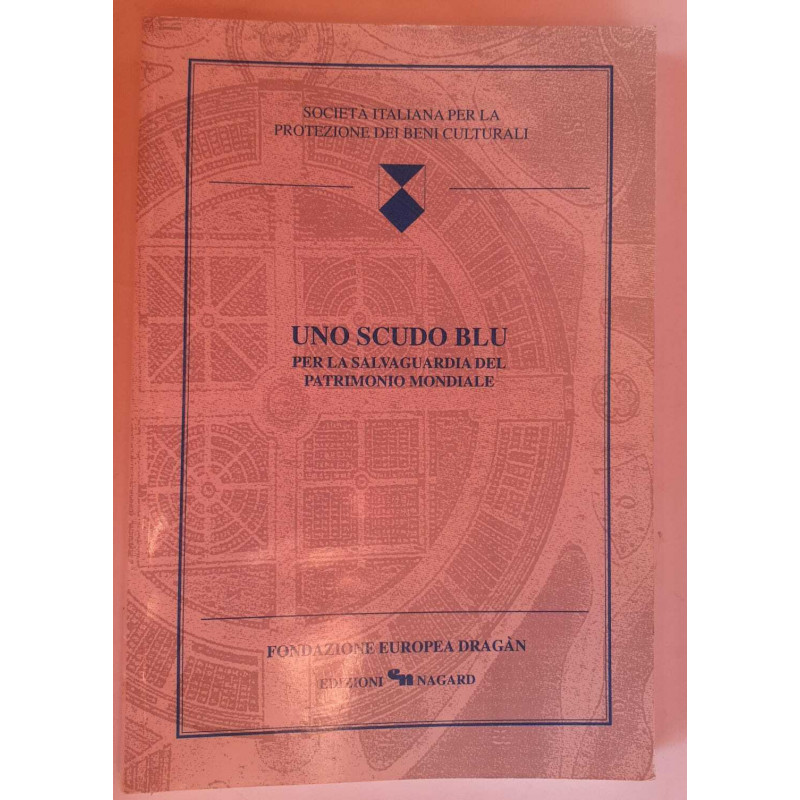 SOCIETÀ ITALIANA PER LA
PROTEZIONE DEI BENI CULTURALI
UNO SCUDO BLU
PER LA SALVAGUARDIA DEL
PATRIMONIO MONDIALE
FONDAZIONE EUROPEA DRAGÀN
EDIZIONI EN NAGARD